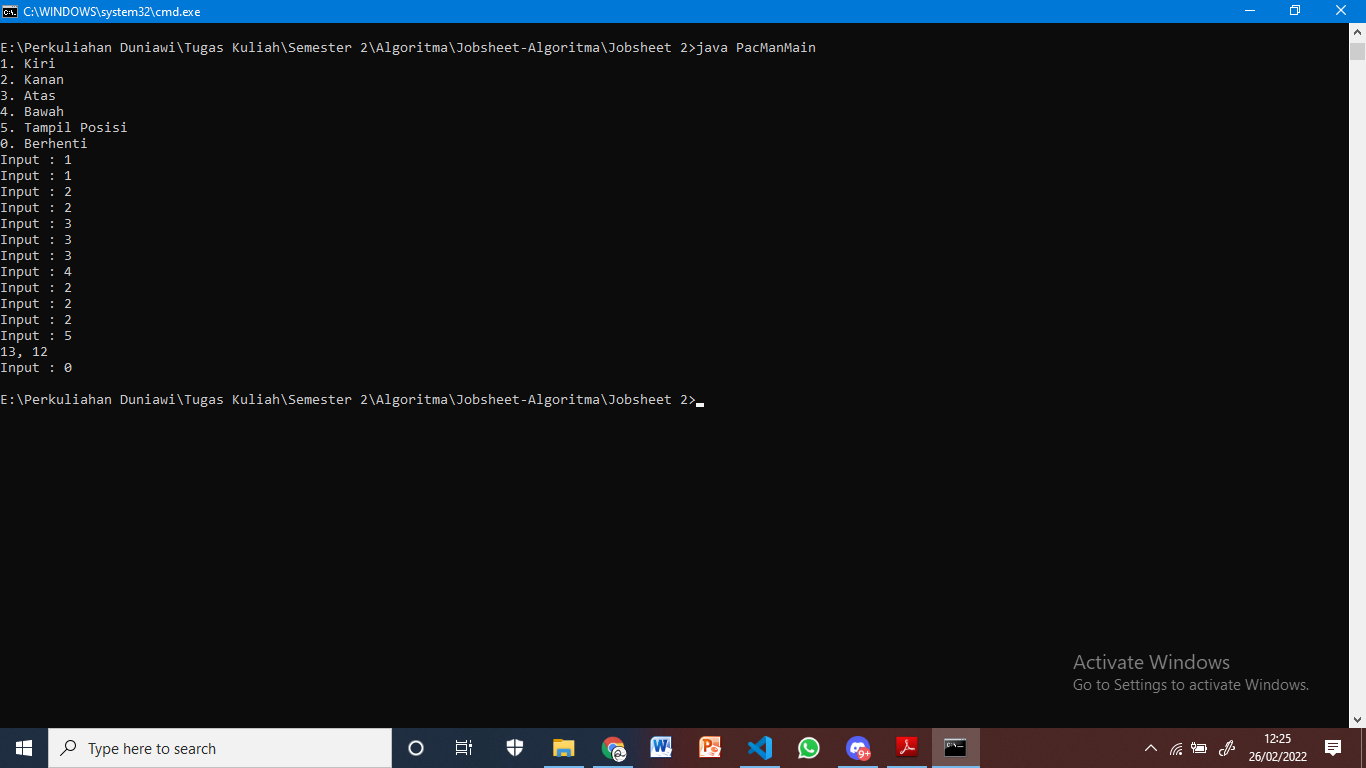 C:\WINDOWS\system32\cmd.exe
E:\Perkuliahan Duniawi\Tugas Kuliah\Semester 2\Algoritma\Jobsheet-Algoritma\Jobsheet 2>java PacManMain
1. Kiri
2. Kanan
3. Atas
4. Bawah
5. Tampil Posisi
0. Berhenti
Input : 1
Input : 1
Input : 2
Input : 2
Input : 3
Input : 3
Input : 3
Input : 4
Input : 2
Input : 2
Input : 2
Input : 5
13, 12
Input : 0
E:\Perkuliahan Duniawi\Tugas Kuliah\Semester 2\Algoritma\Jobsheet-Algoritma\Jobsheet 2>
Activate Windows
Go to Settings to activate Windows.
Type here to search
9+
12:25
26/02/2022